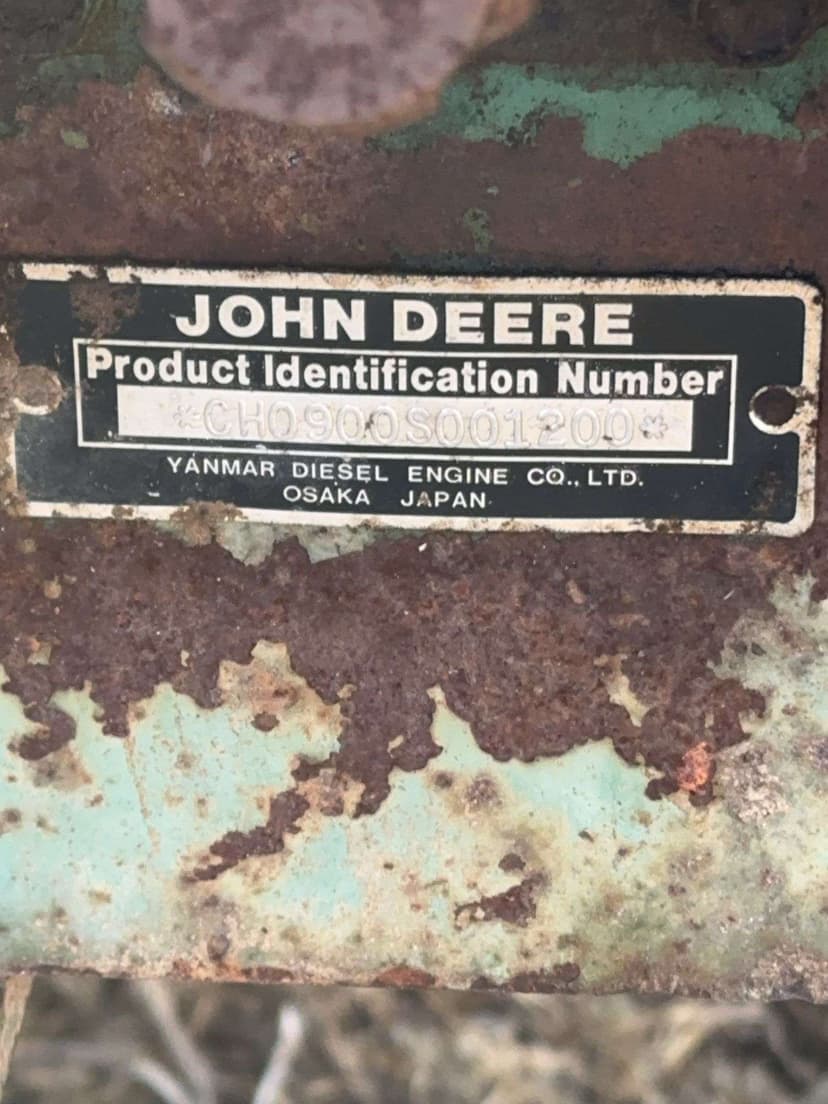 JOHN DEERE
Product Identification Number
*CH0900S001200*
YANMAR DIESEL ENGINE CO., LTD.
OSAKA JAPAN